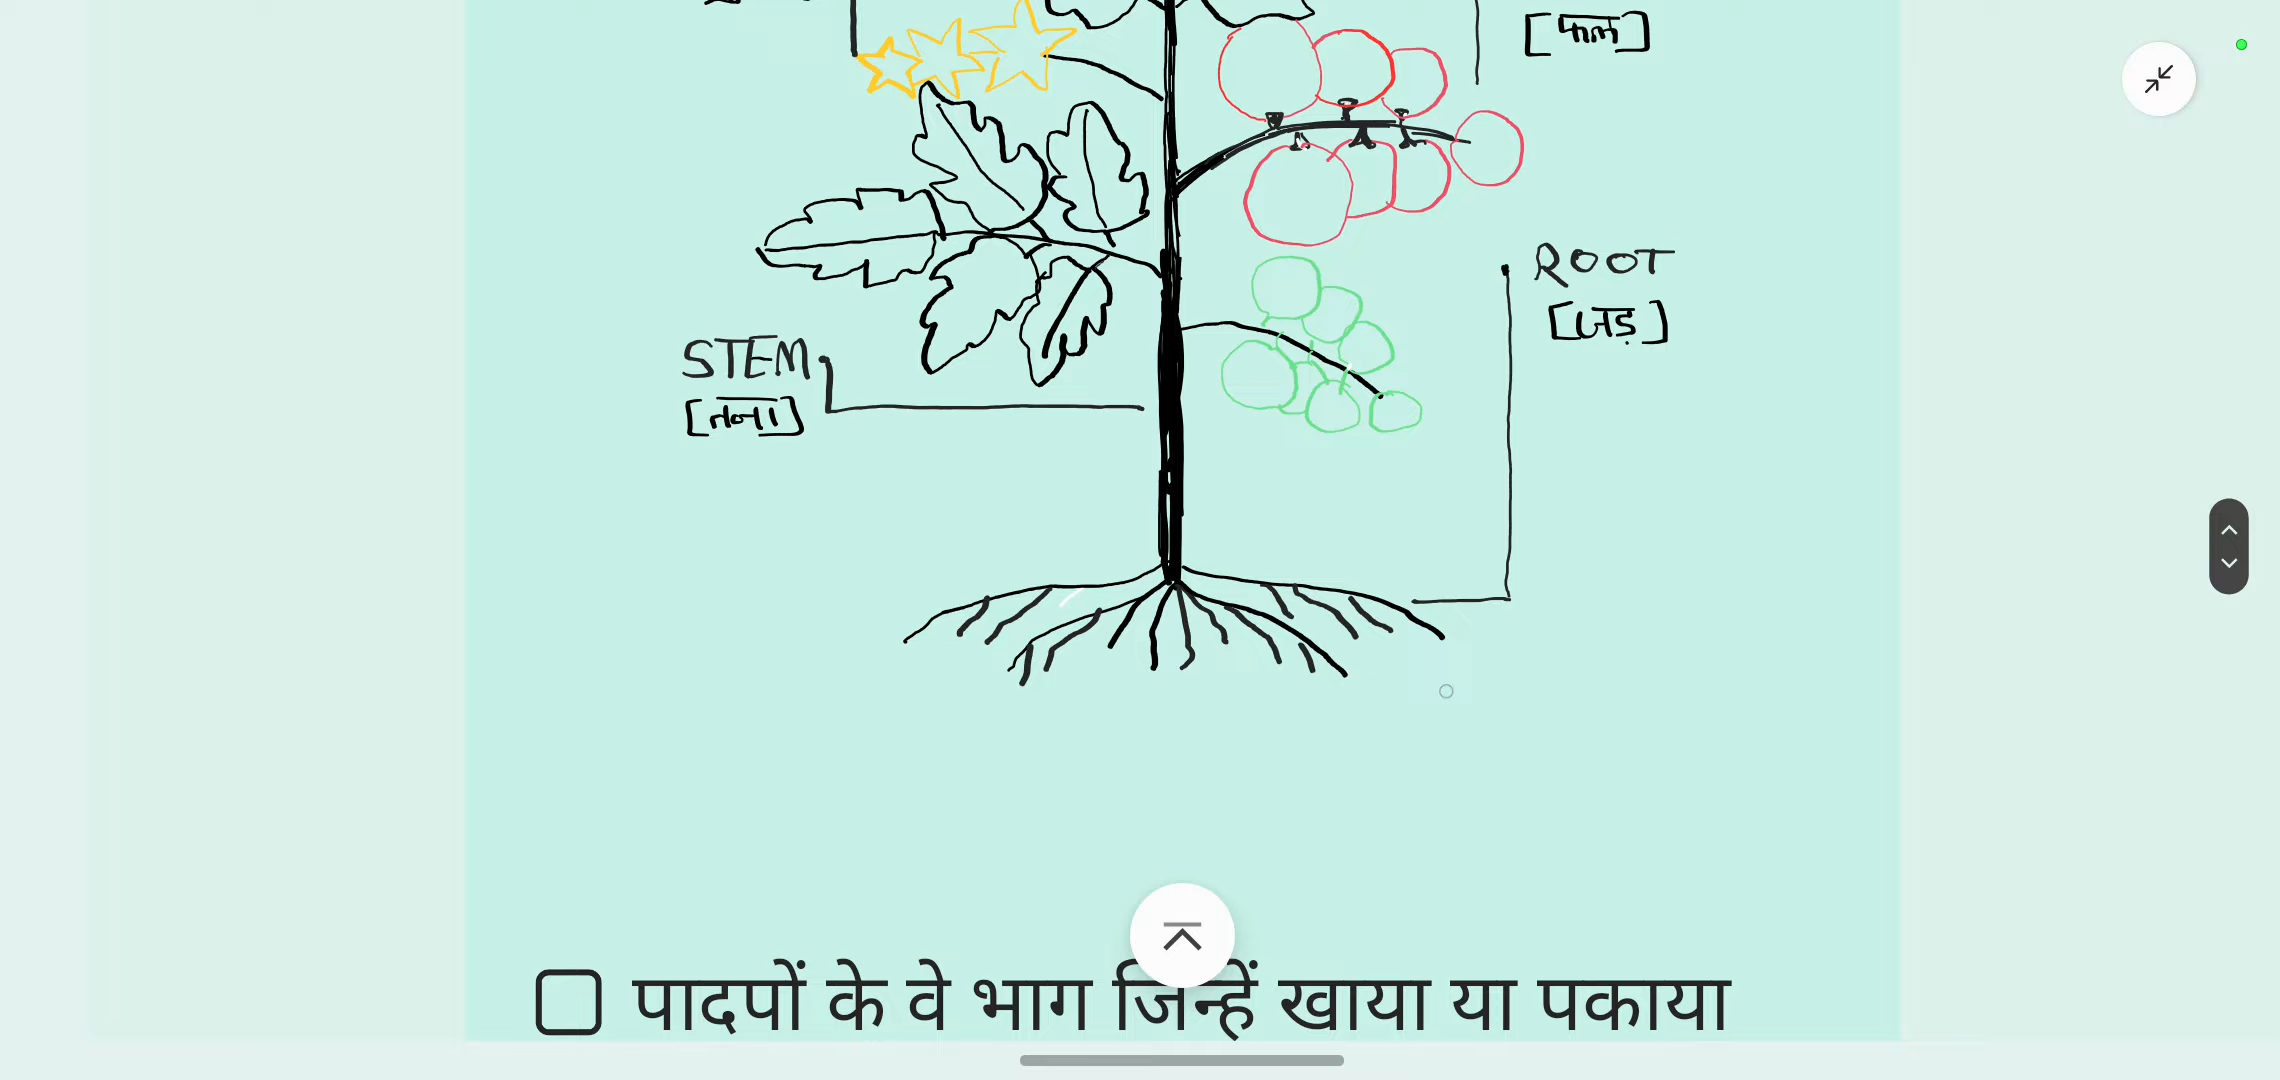 [फल]
ROOT
[जड़]
STEM
[तना]
पादपों के वे भाग जिन्हें खाया या पकाया